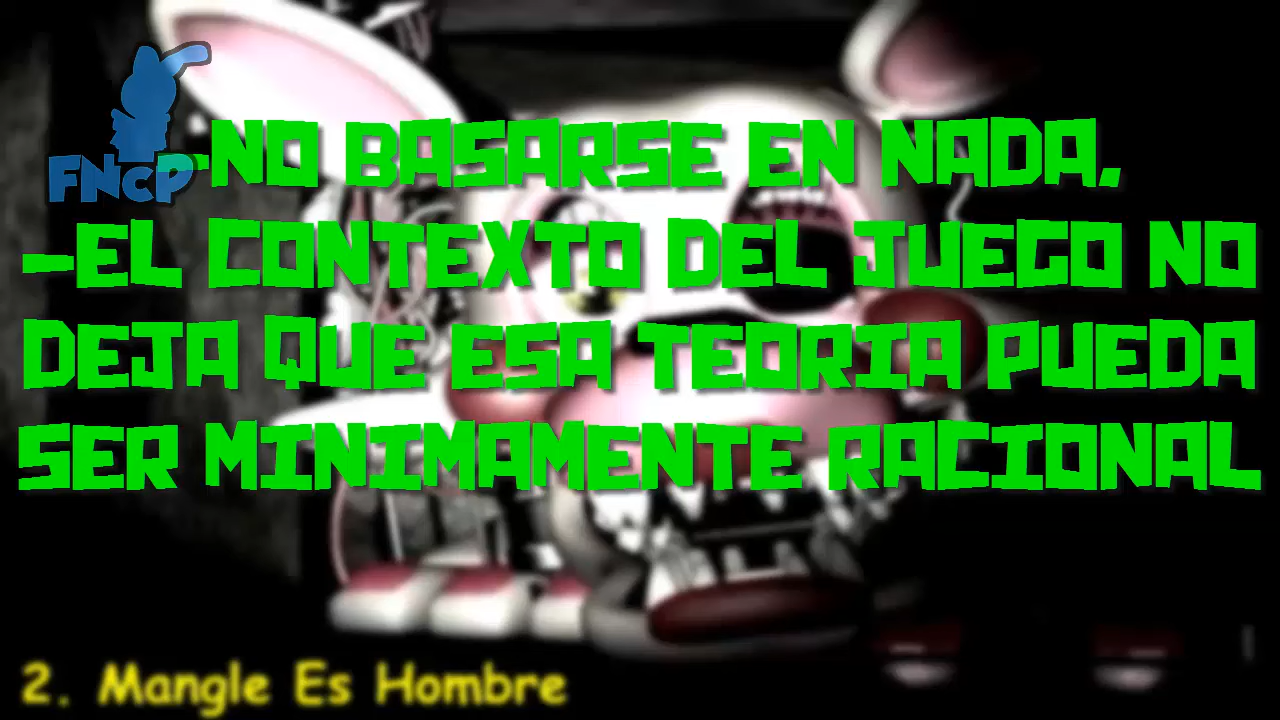 FNcP
-NO BASARSE EN NADA,
-EL CONTEXTO DEL JUEGO NO
DEJA QUE ESA TEORIA PUEDA
SER MINIMAMENTE RACIONAL
2. Mangle Es Hombre